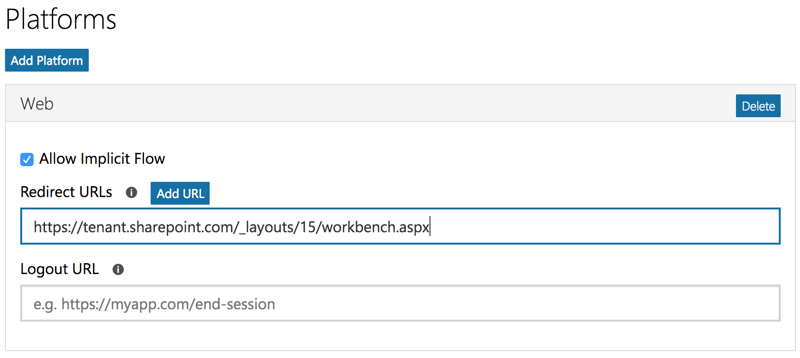 Platforms
Add Platform
Web
Delete
Allow Implicit Flow
Redirect URLs
Add URL
https://tenant.sharepoint.com/_layouts/15/workbench.aspx
Logout URL
e.g. https://myapp.com/end-session